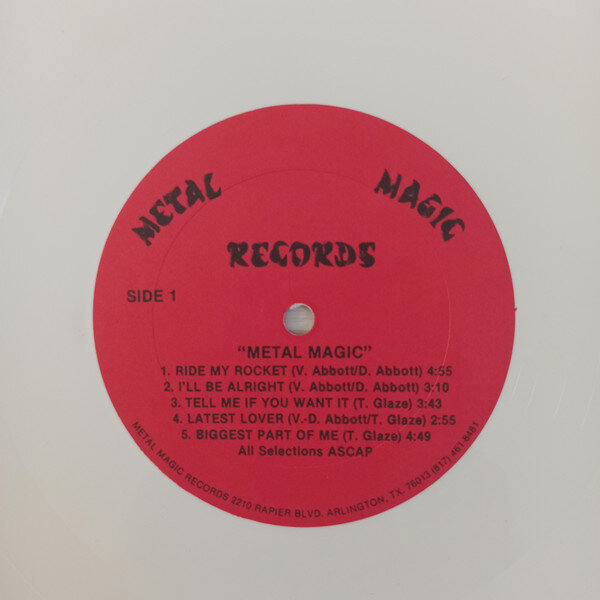 METAL MAGIC
RECORDS
SIDE 1
"METAL MAGIC"
1. RIDE MY ROCKET (V. Abbott/D. Abbott) 4:55
2. I'LL BE ALRIGHT (V. Abbott/D. Abbott) 3:10
3. TELL ME IF YOU WANT IT (T. Glaze) 3:43
4. LATEST LOVER (V.-D. Abbott/T. Glaze) 2:55
5. BIGGEST PART OF ME (T. Glaze) 4:49
All Selections ASCAP
METAL MAGIC RECORDS 2210 RAPIER BLVD. ARLINGTON, TX. 76013 (817) 461-8481